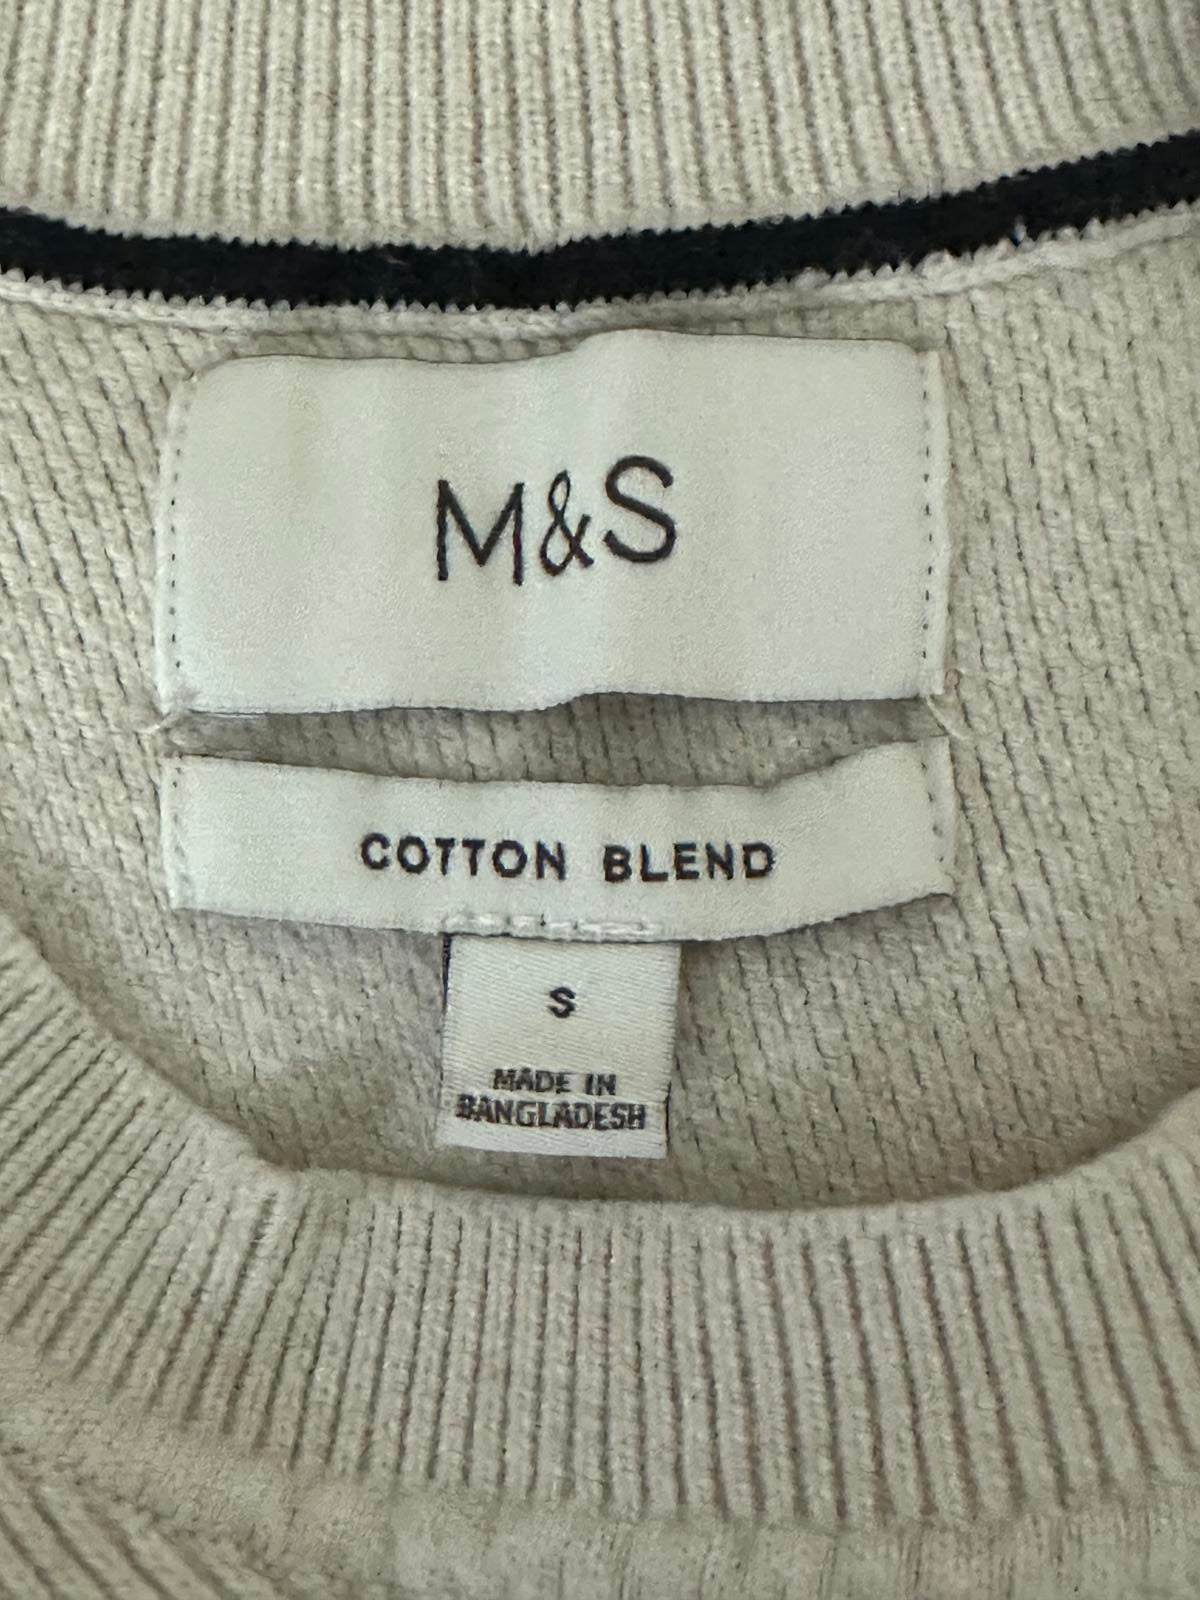 M&S
COTTON BLEND
S
MADE IN
BANGLADESH